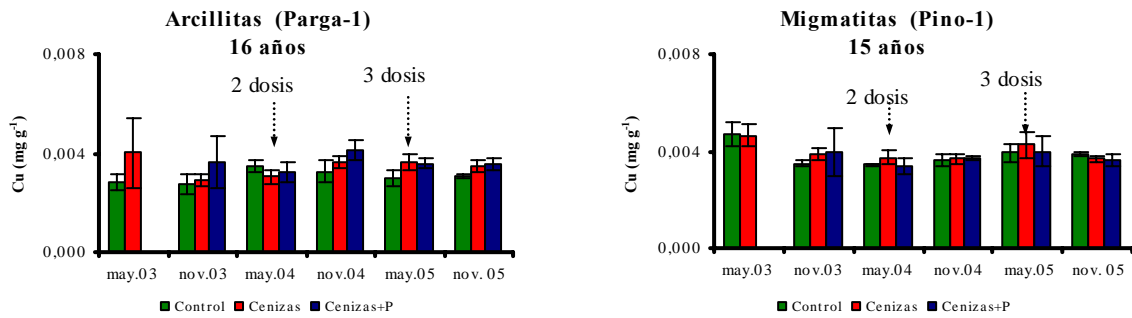 Arcillitas (Parga-1)
16 años
0,008
0,004
0,000
Cu (mg g-1)
2 dosis
3 dosis
may.03 nov.03 may.04 nov.04 may.05 nov. 05
Control Cenizas Cenizas+P
Migmatitas (Pino-1)
15 años
0,008
0,004
0,000
Cu (mg g-1)
2 dosis
3 dosis
may.03 nov.03 may.04 nov.04 may.05 nov. 05
Control Cenizas Cenizas+P